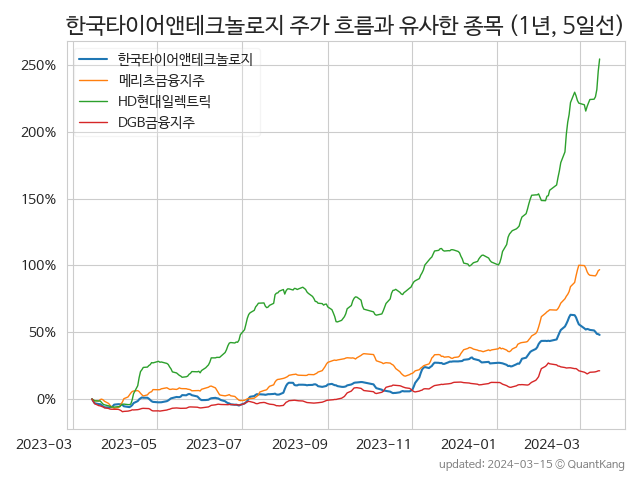 한국타이어앤테크놀로지 주가 흐름과 유사한 종목 (1년, 5일선)
한국타이어앤테크놀로지
메리츠금융지주
HD현대일렉트릭
DGB금융지주
250%
200%
150%
100%
50%
0%
2023-03 2023-05 2023-07 2023-09 2023-11 2024-01 2024-03
updated: 2024-03-15 © QuantKang